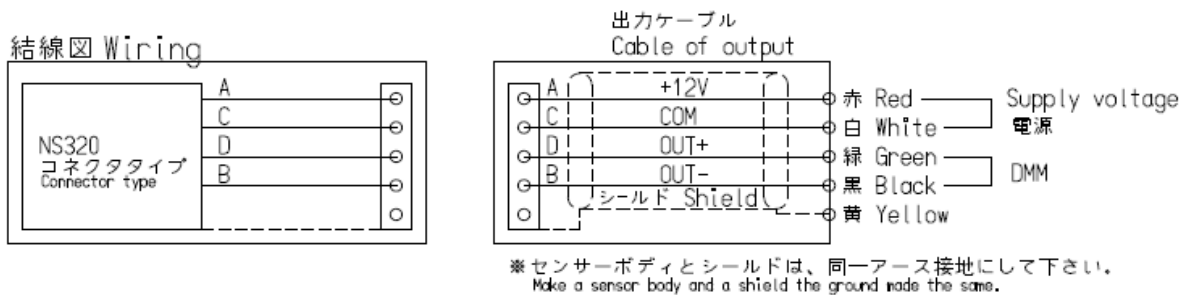 結線図 Wiring
NS320
コネクタタイプ
Connector type
A
C
D
B
出力ケーブル
Cable of output
A +12V 赤 Red
C COM 白 White
D OUT+ 緑 Green
B OUT- 黒 Black
シールド Shield 黄 Yellow
Supply voltage
電源
DMM
※センサーボディとシールドは、同一アース接地にして下さい。
Make a sensor body and a shield the ground made the same.